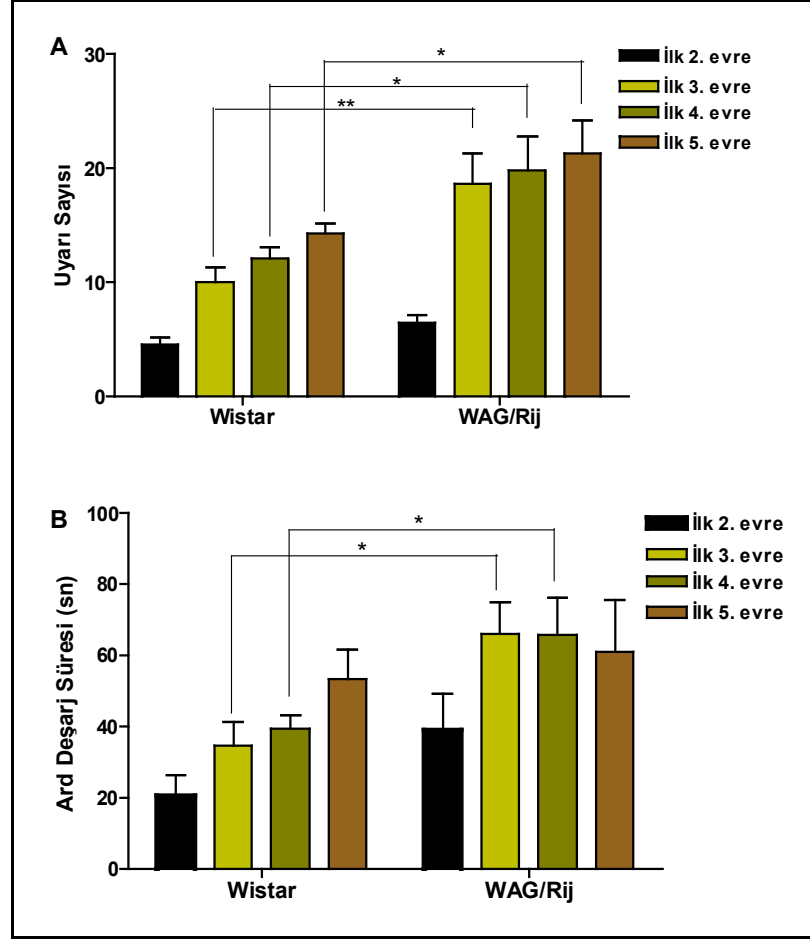 A
30
20
10
0
Uyarı Sayısı
*
*
**
İlk 2. evre
İlk 3. evre
İlk 4. evre
İlk 5. evre
Wistar
WAG/Rij
B
100
80
60
40
20
0
Ard Deşarj Süresi (sn)
*
*
İlk 2. evre
İlk 3. evre
İlk 4. evre
İlk 5. evre
Wistar
WAG/Rij